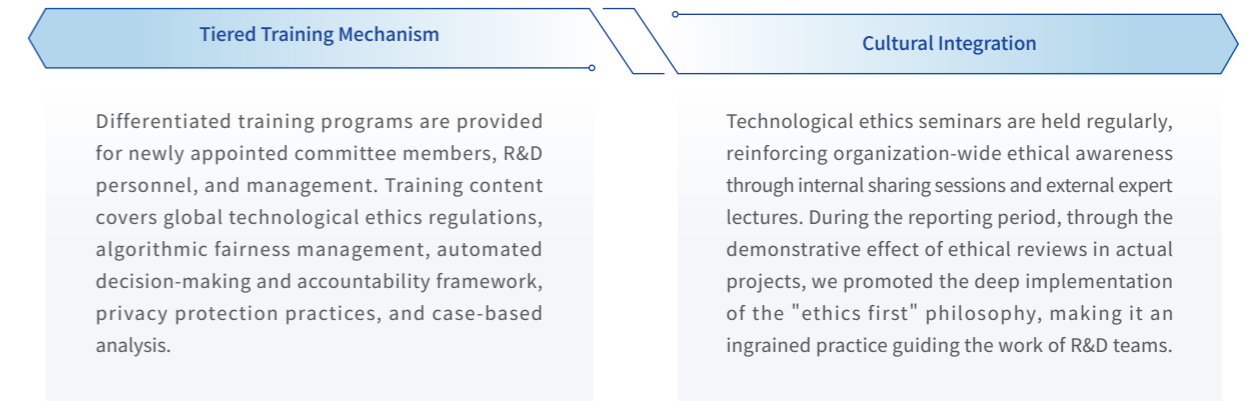 Tiered Training Mechanism
Differentiated training programs are provided
for newly appointed committee members, R&D
personnel, and management. Training content
covers global technological ethics regulations,
algorithmic fairness management, automated
decision-making and accountability framework,
privacy protection practices, and case-based
analysis.
Cultural Integration
Technological ethics seminars are held regularly,
reinforcing organization-wide ethical awareness
through internal sharing sessions and external expert
lectures. During the reporting period, through the
demonstrative effect of ethical reviews in actual
projects, we promoted the deep implementation
of the "ethics first" philosophy, making it an
ingrained practice guiding the work of R&D teams.